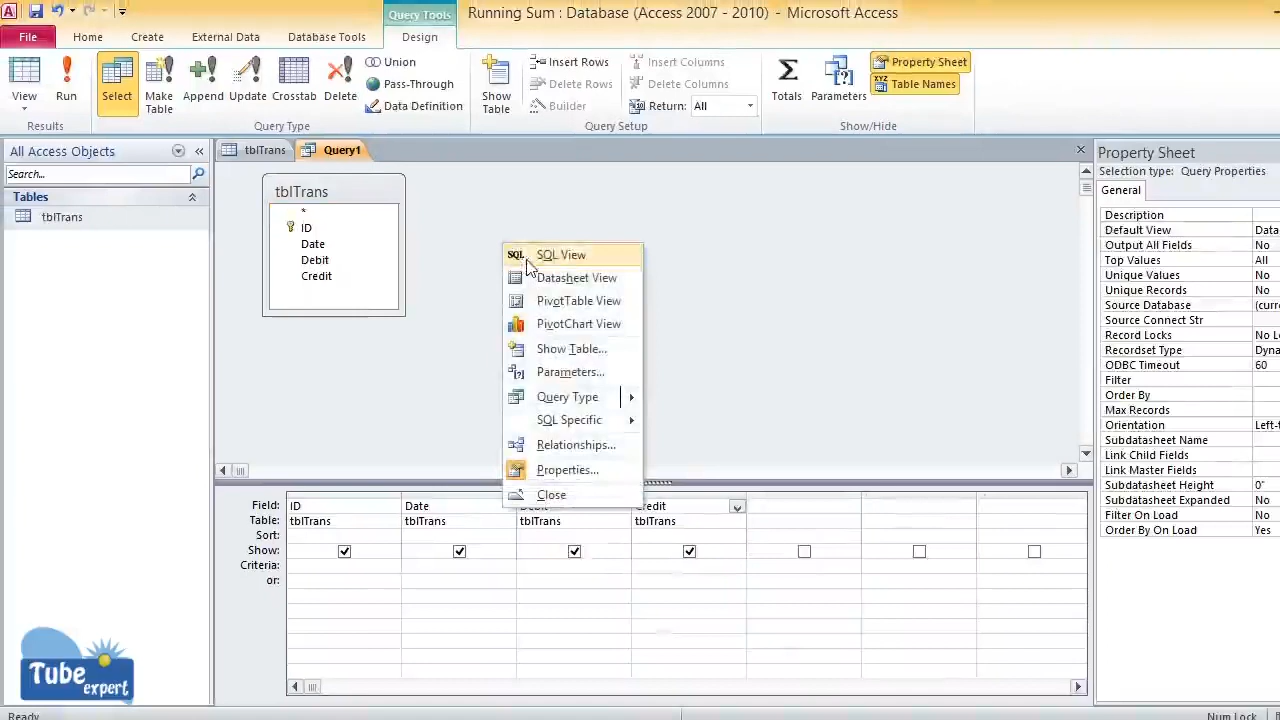 Query Tools
Running Sum : Database (Access 2007 - 2010) - Microsoft Access
File Home Create External Data Database Tools Design
View
Run
Results
Select
Make Table
Append
Update
Crosstab
Delete
Union
Pass-Through
Data Definition
Query Type
Show Table
Insert Rows
Delete Rows
Builder
Insert Columns
Delete Columns
Return: All
Query Setup
Totals
Parameters
Property Sheet
Table Names
Show/Hide
All Access Objects
Search...
Tables
tblTrans
tblTrans
Query1
tblTrans
*
ID
Date
Debit
Credit
SQL SQL View
Datasheet View
PivotTable View
PivotChart View
Show Table...
Parameters...
Query Type
SQL Specific
Relationships...
Properties...
Close
Field: ID Date Debit Credit
Table: tblTrans tblTrans tblTrans tblTrans
Sort:
Show:
Criteria:
or:
Property Sheet
Selection type: Query Properties
General
Description
Default View Data
Output All Fields No
Top Values All
Unique Values No
Unique Records No
Source Database (curre
Source Connect Str
Record Locks No Lo
Recordset Type Dyna
ODBC Timeout 60
Filter
Order By
Max Records
Orientation Left-t
Subdatasheet Name
Link Child Fields
Link Master Fields
Subdatasheet Height 0"
Subdatasheet Expanded No
Filter On Load No
Order By On Load Yes
Tube
expert
Ready
Num Lock